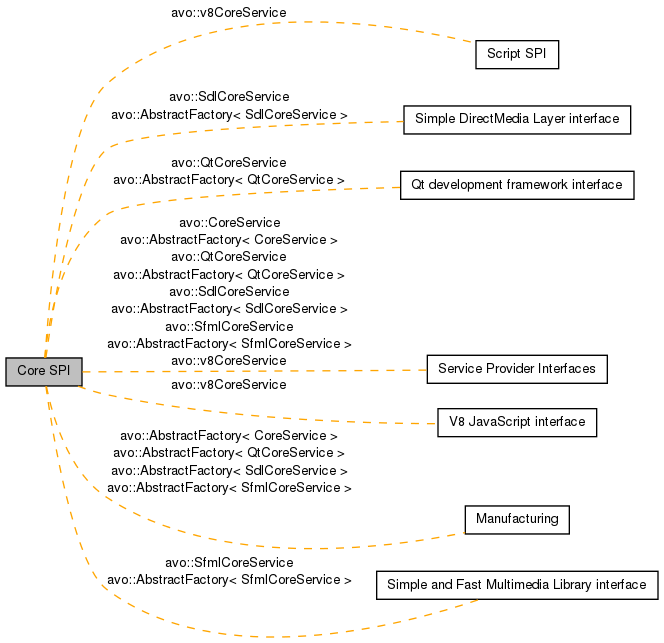 avo::v8CoreService
Script SPI
avo::SdlCoreService
avo::AbstractFactory< SdlCoreService >
Simple DirectMedia Layer interface
avo::QtCoreService
avo::AbstractFactory< QtCoreService >
Qt development framework interface
avo::CoreService
avo::AbstractFactory< CoreService >
avo::QtCoreService
avo::AbstractFactory< QtCoreService >
avo::SdlCoreService
avo::AbstractFactory< SdlCoreService >
avo::SfmlCoreService
avo::AbstractFactory< SfmlCoreService >
avo::v8CoreService
Core SPI
Service Provider Interfaces
avo::v8CoreService
V8 JavaScript interface
avo::AbstractFactory< CoreService >
avo::AbstractFactory< QtCoreService >
avo::AbstractFactory< SdlCoreService >
avo::AbstractFactory< SfmlCoreService >
Manufacturing
avo::SfmlCoreService
avo::AbstractFactory< SfmlCoreService >
Simple and Fast Multimedia Library interface